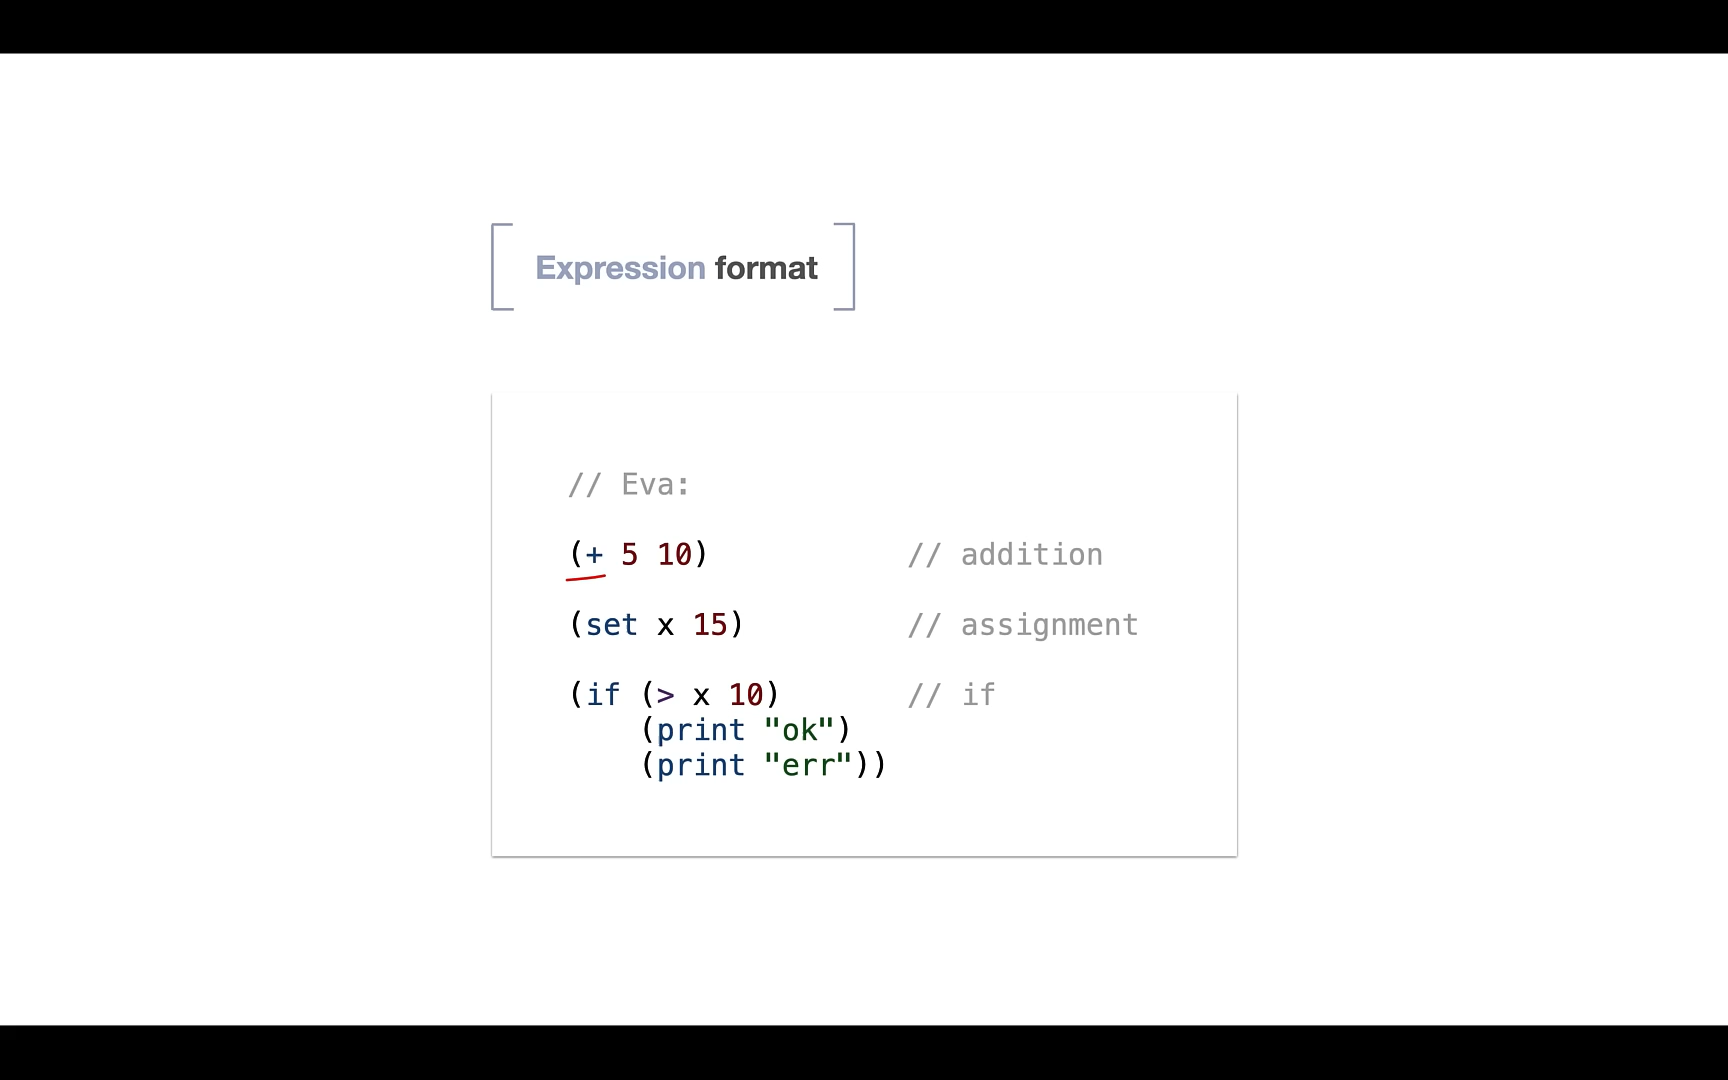 Expression format
// Eva:
(+ 5 10) // addition
(set x 15) // assignment
(if (> x 10) // if
(print "ok")
(print "err"))